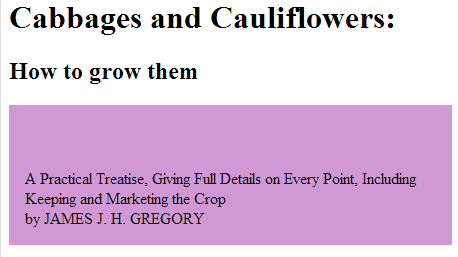 Cabbages and Cauliflowers:
How to grow them
A Practical Treatise, Giving Full Details on Every Point, Including
Keeping and Marketing the Crop
by JAMES J. H. GREGORY